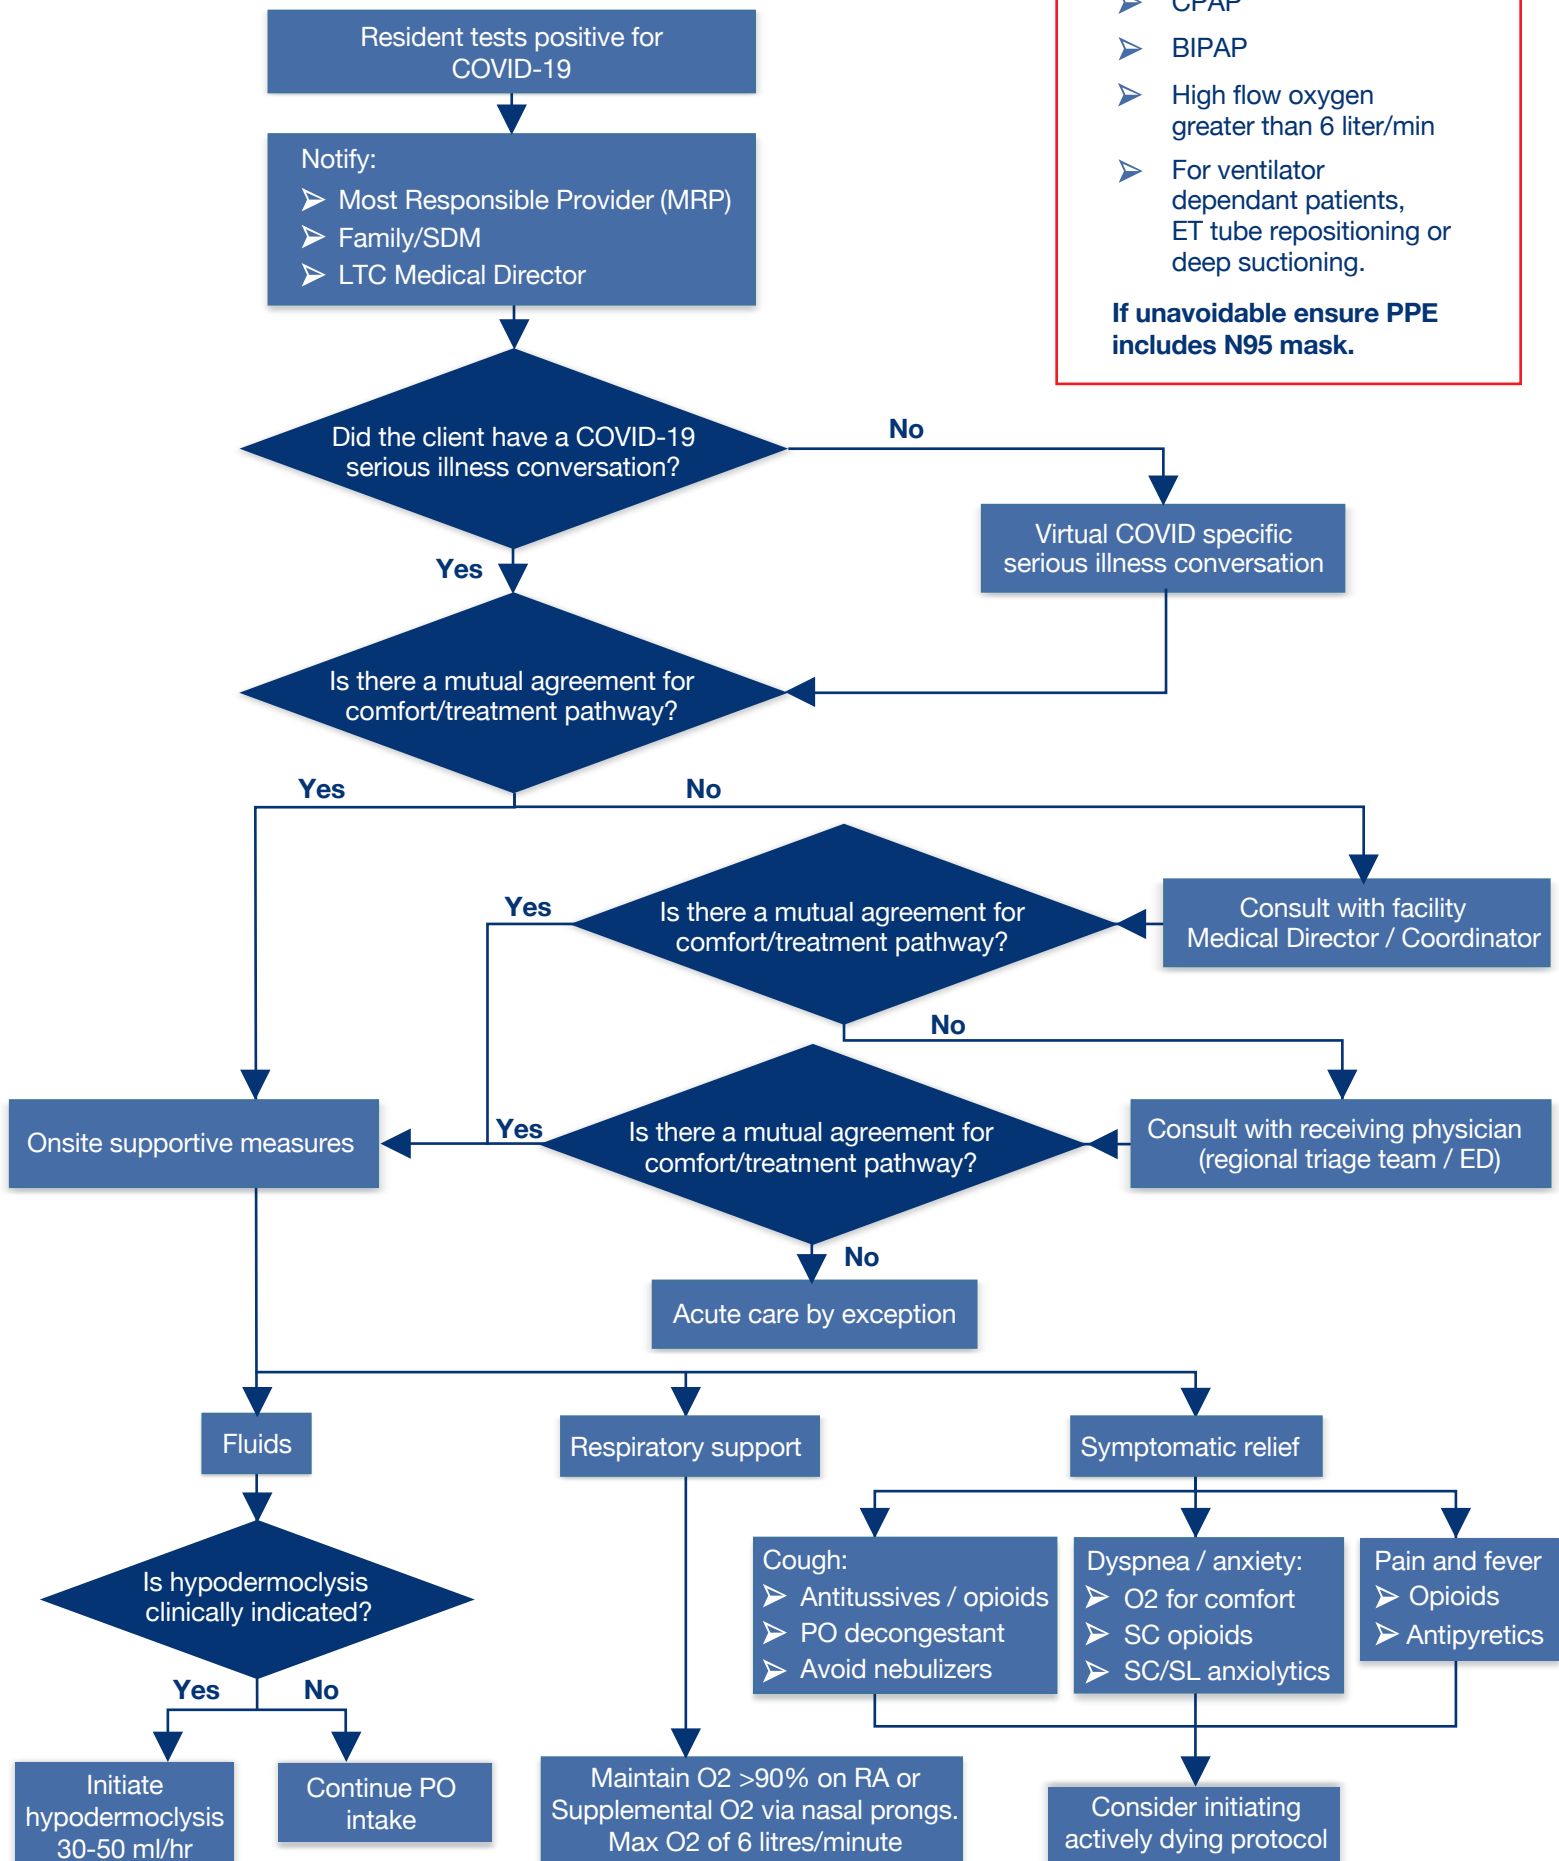 CPAP
BIPAP
High flow oxygen
greater than 6 liter/min
For ventilator
dependant patients,
ET tube repositioning or
deep suctioning.
If unavoidable ensure PPE
includes N95 mask.
Resident tests positive for
COVID-19
Notify:
Most Responsible Provider (MRP)
Family/SDM
LTC Medical Director
Did the client have a COVID-19
serious illness conversation?
No
Virtual COVID specific
serious illness conversation
Yes
Is there a mutual agreement for
comfort/treatment pathway?
Yes
No
Consult with facility
Medical Director / Coordinator
Is there a mutual agreement for
comfort/treatment pathway?
Yes
No
Consult with receiving physician
(regional triage team / ED)
Is there a mutual agreement for
comfort/treatment pathway?
Yes
Onsite supportive measures
No
Acute care by exception
Fluids
Respiratory support
Symptomatic relief
Is hypodermoclysis
clinically indicated?
Yes
No
Initiate
hypodermoclysis
30-50 ml/hr
Continue PO
intake
Maintain O2 >90% on RA or
Supplemental O2 via nasal prongs.
Max O2 of 6 litres/minute
Cough:
Antitussives / opioids
PO decongestant
Avoid nebulizers
Dyspnea / anxiety:
O2 for comfort
SC opioids
SC/SL anxiolytics
Pain and fever
Opioids
Antipyretics
Consider initiating
actively dying protocol